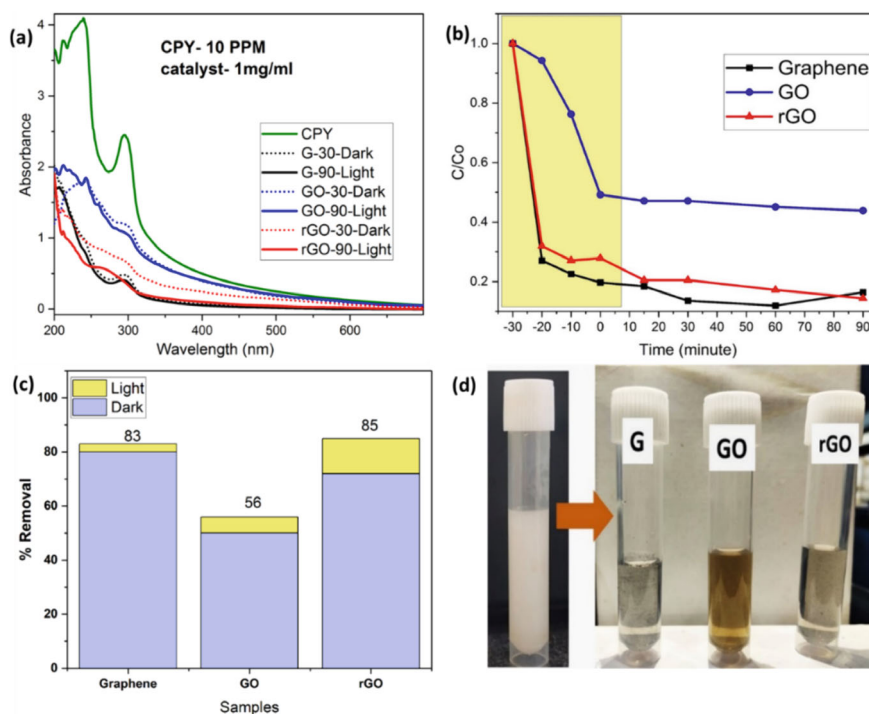 (a)
CPY- 10 PPM
catalyst- 1mg/ml
CPY
G-30-Dark
G-90-Light
GO-30-Dark
GO-90-Light
rGO-30-Dark
rGO-90-Light
Absorbance
4
3
2
1
0
200
300
400
500
600
Wavelength (nm)
(b)
Graphene
GO
rGO
C/Co
1.0
0.8
0.6
0.4
0.2
-30 -20 -10 0 10 20 30 40 50 60 70 80 90
Time (minute)
(c)
Light
Dark
% Removal
100
80
60
40
20
0
83
56
85
Graphene
GO
rGO
Samples
(d)
G
GO
rGO